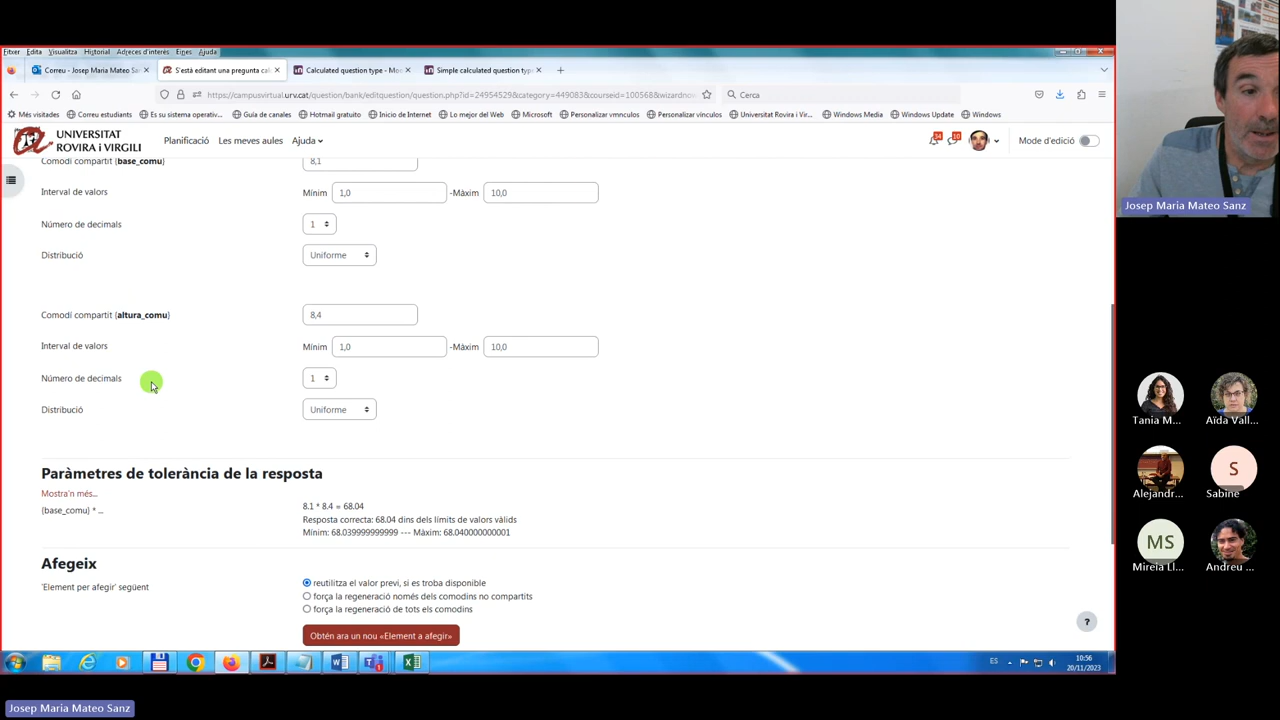 Fitxer Edita Visualitza Historial Adreces d'interès Eines Ajuda
Correu - Josep Maria Mateo Sa
S'està editant una pregunta cal
Calculated question type - Moo
Simple calculated question typ
https://campusvirtual.urv.cat/question/bank/editquestion/question.php?id=24954529&category=449083&courseid=100568&wizardno
Cerca
Més visitades Correu estudiants Es su sistema operativ... Guía de canales Hotmail gratuito Inicio de Internet Lo mejor del Web Microsoft Personalizar vmnculos Personalizar vínculos Universitat Rovira i Vir... Windows Media Windows Update Windows
UNIVERSITAT
ROVIRA i VIRGILI
Planificació Les meves aules Ajuda
Mode d'edició
Comodí compartit {base_comu} 8,1
Interval de valors Mínim 1,0 -Màxim 10,0
Número de decimals 1
Distribució Uniforme
Comodí compartit {altura_comu} 8,4
Interval de valors Mínim 1,0 -Màxim 10,0
Número de decimals 1
Distribució Uniforme
Paràmetres de tolerància de la resposta
Mostra'n més...
{base_comu} * ...
8.1 * 8.4 = 68.04
Resposta correcta: 68.04 dins dels límits de valors vàlids
Mínim: 68.039999999999 --- Màxim: 68.040000000001
Afegeix
'Element per afegir' següent
reutilitza el valor previ, si es troba disponible
força la regeneració només dels comodins no compartits
força la regeneració de tots els comodins
Obtén ara un nou «Element a afegir»
?
ES
10:56
20/11/2023
Josep Maria Mateo Sanz
Tania M... Aïda Vall...
S
Alejandr... Sabine
MS
Mireia Ll... Andreu ...
Josep Maria Mateo Sanz